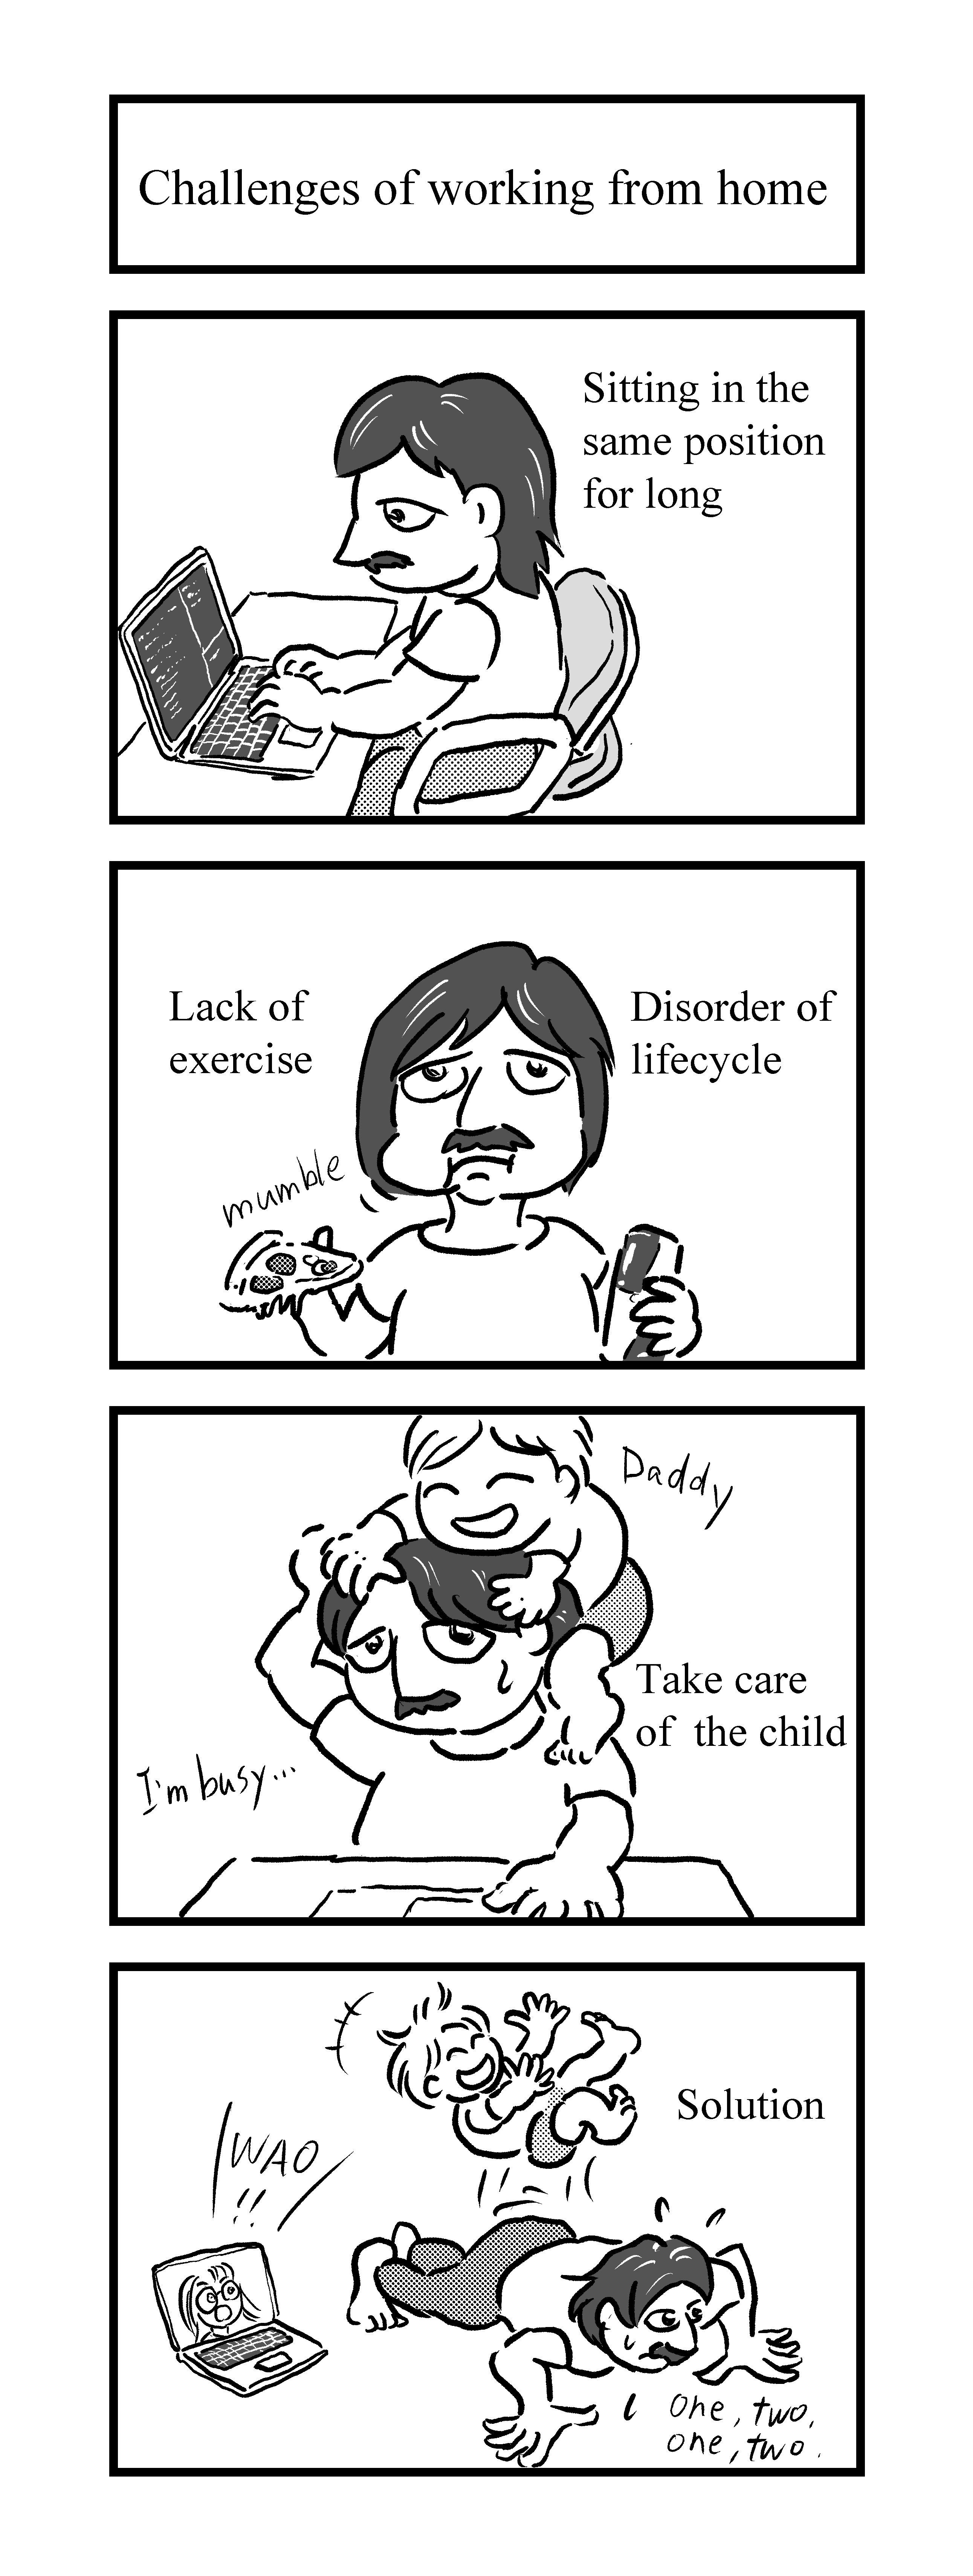 Challenges of working from home
Sitting in the
same position
for long
Lack of
exercise
Disorder of
lifecycle
mumble
Daddy
Take care
of the child
I'm busy...
Solution
WAO
!!
One, two,
one, two.